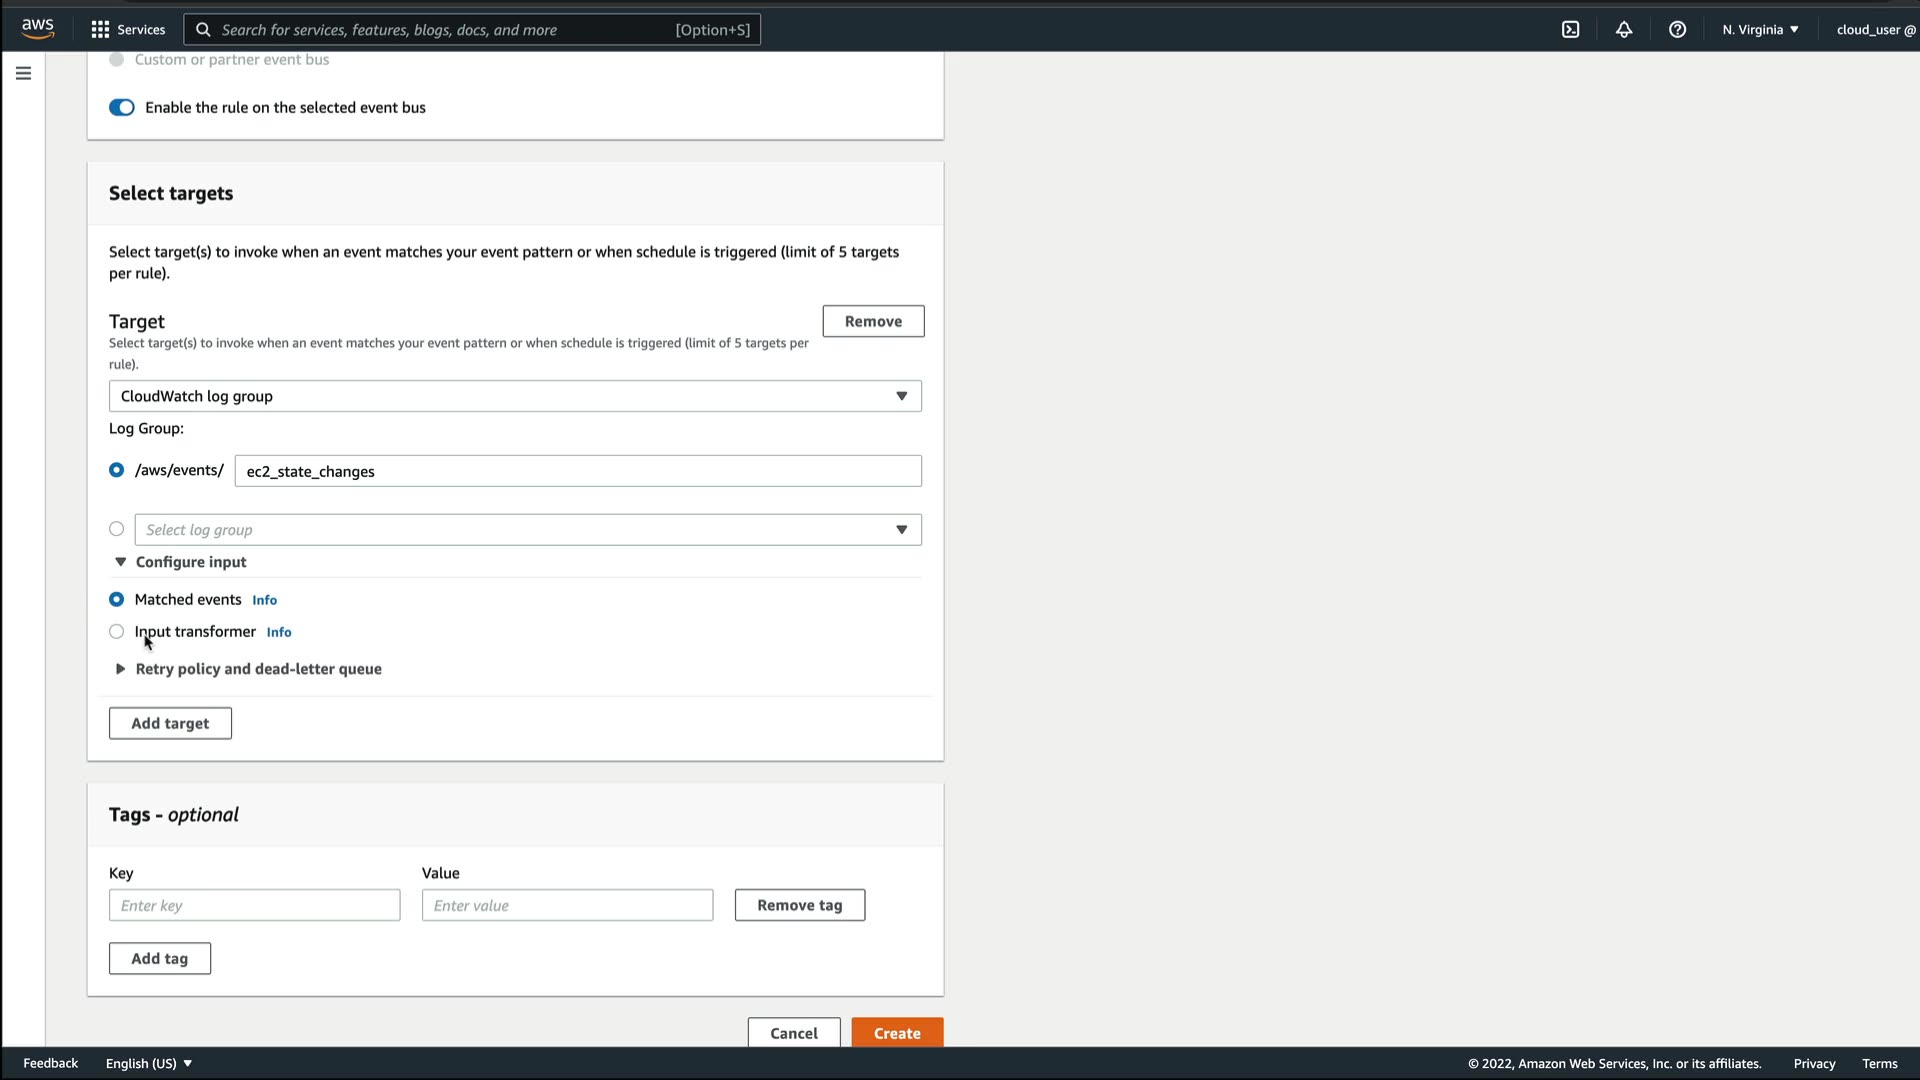 aws
Services
Search for services, features, blogs, docs, and more
[Option+S]
N. Virginia
cloud_user @
Custom or partner event bus
Enable the rule on the selected event bus
Select targets
Select target(s) to invoke when an event matches your event pattern or when schedule is triggered (limit of 5 targets
per rule).
Target
Remove
Select target(s) to invoke when an event matches your event pattern or when schedule is triggered (limit of 5 targets per
rule).
CloudWatch log group
Log Group:
/aws/events/
ec2_state_changes
Select log group
Configure input
Matched events Info
Input transformer Info
Retry policy and dead-letter queue
Add target
Tags - optional
Key
Value
Enter key
Enter value
Remove tag
Add tag
Cancel
Create
Feedback
English (US)
© 2022, Amazon Web Services, Inc. or its affiliates.
Privacy
Terms